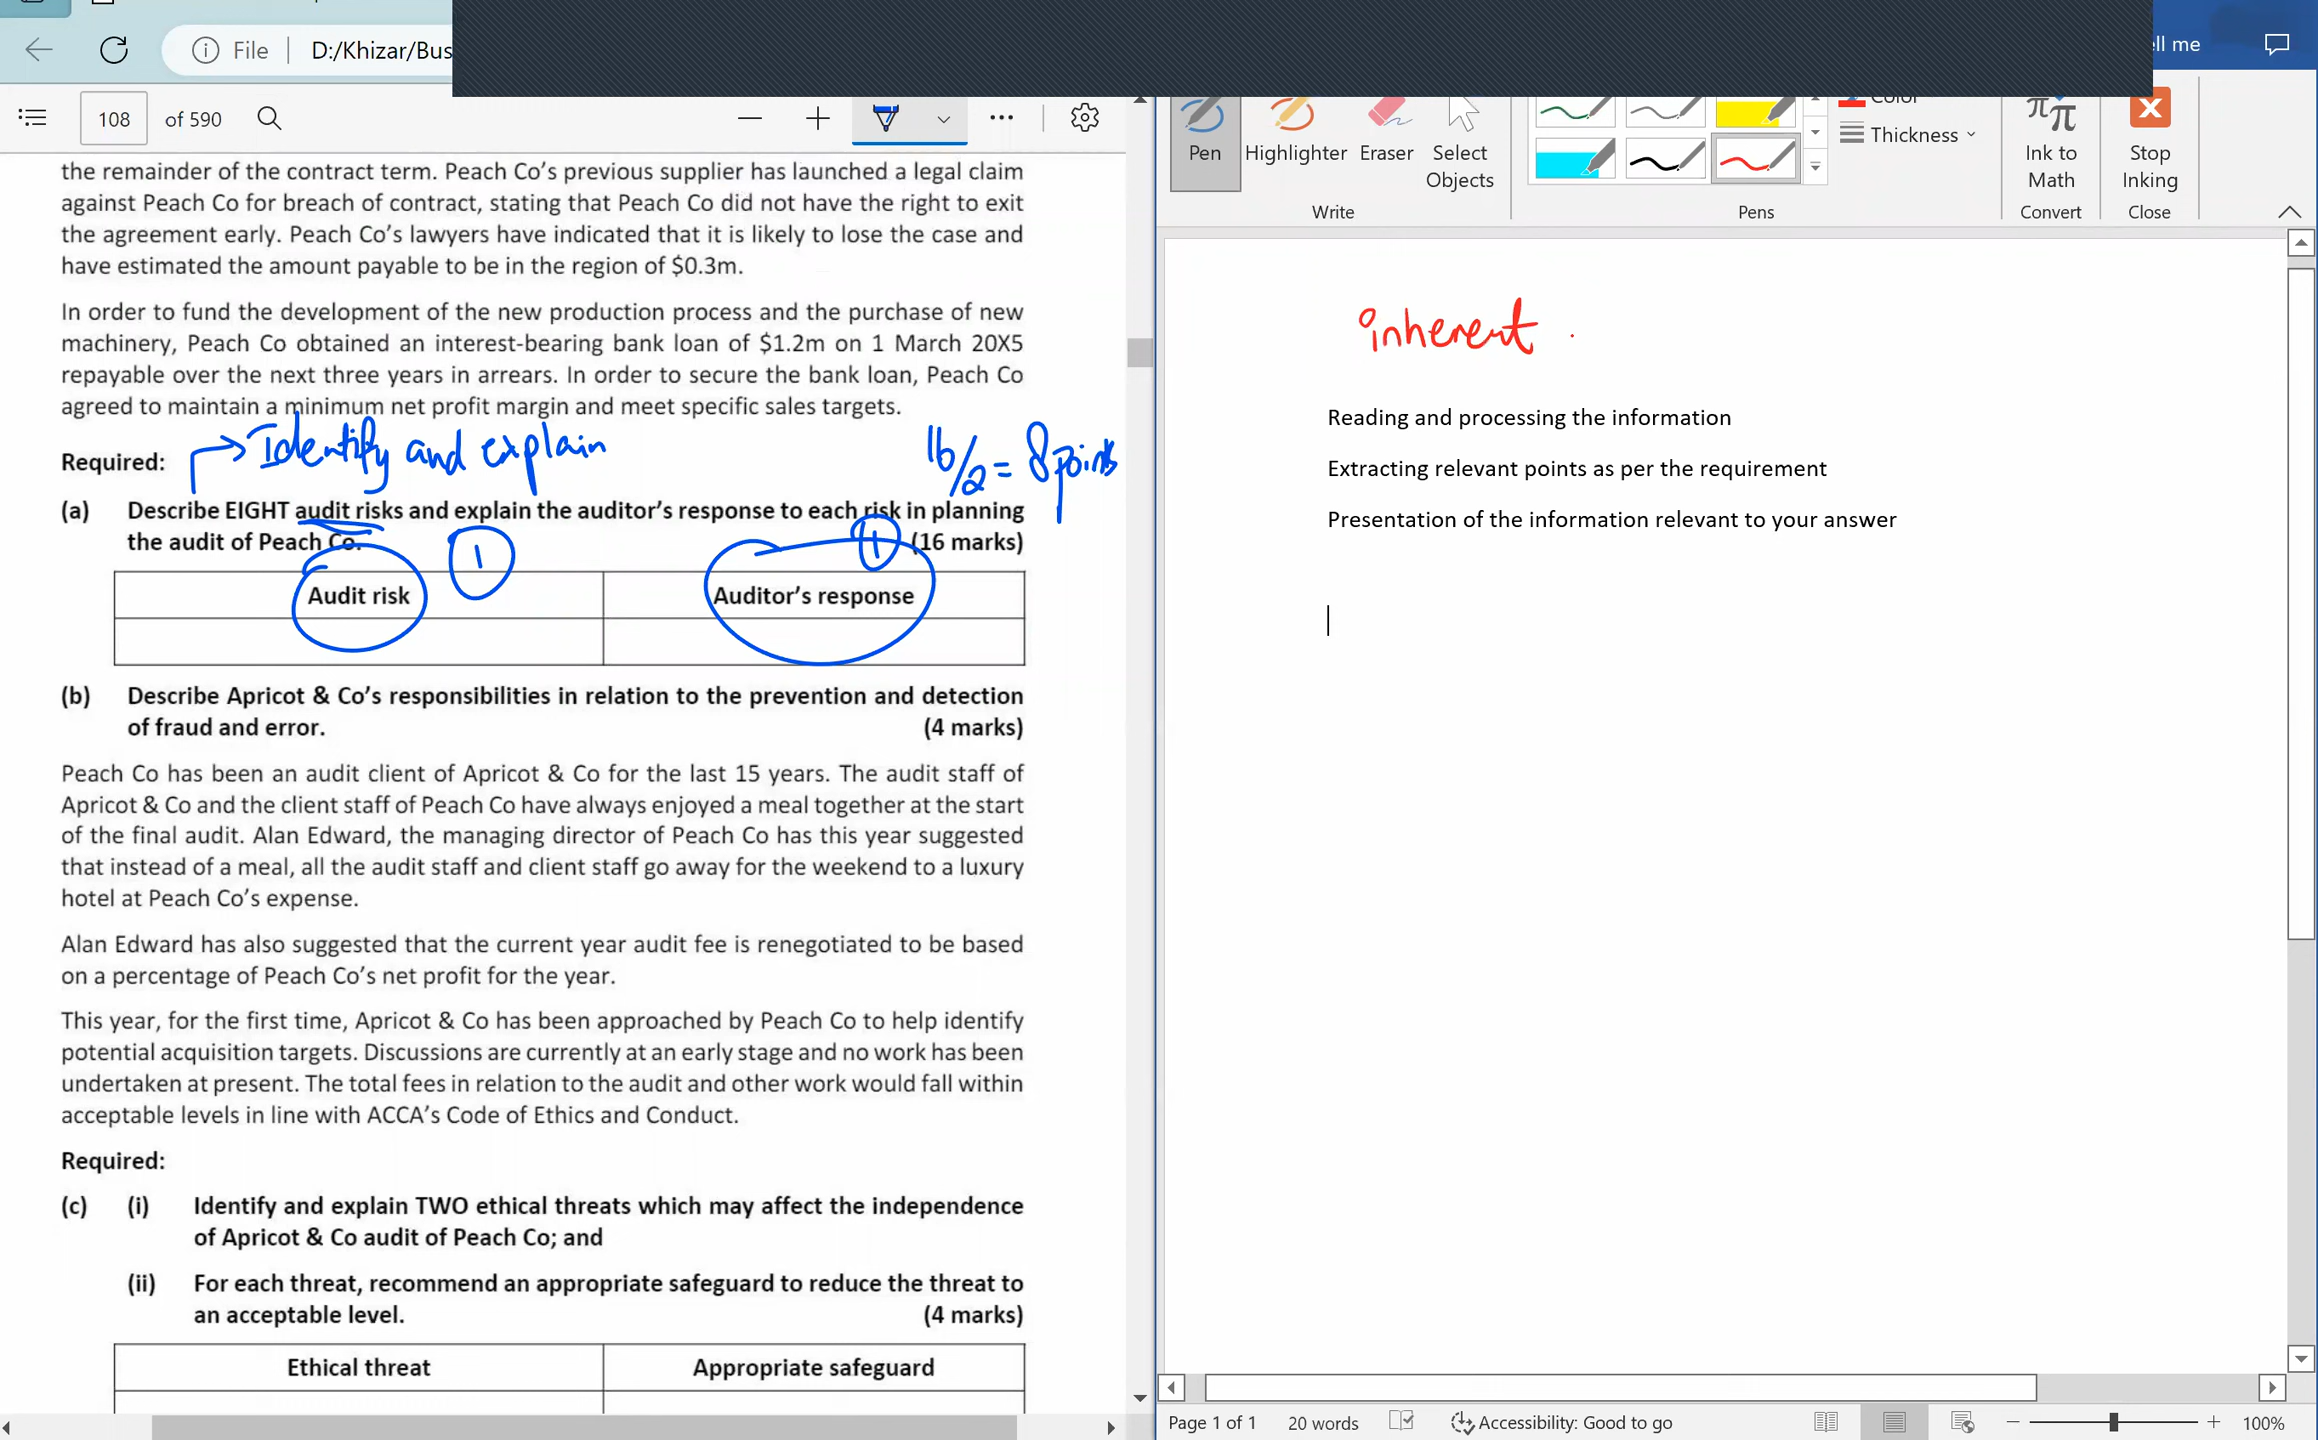 File D:/Khizar/Bus
ell me
108 of 590
Color
Thickness
Pen Highlighter Eraser Select Objects
Ink to Math
Stop Inking
Write
Pens
Convert
Close
the remainder of the contract term. Peach Co's previous supplier has launched a legal claim
against Peach Co for breach of contract, stating that Peach Co did not have the right to exit
the agreement early. Peach Co's lawyers have indicated that it is likely to lose the case and
have estimated the amount payable to be in the region of $0.3m.
In order to fund the development of the new production process and the purchase of new
machinery, Peach Co obtained an interest-bearing bank loan of $1.2m on 1 March 20X5
repayable over the next three years in arrears. In order to secure the bank loan, Peach Co
agreed to maintain a minimum net profit margin and meet specific sales targets.
Identify and explain
16/2 = 8 points
Required:
(a) Describe EIGHT audit risks and explain the auditor's response to each risk in planning
the audit of Peach Co. (16 marks)
1
1
Audit risk Auditor's response
(b) Describe Apricot & Co's responsibilities in relation to the prevention and detection
of fraud and error. (4 marks)
Peach Co has been an audit client of Apricot & Co for the last 15 years. The audit staff of
Apricot & Co and the client staff of Peach Co have always enjoyed a meal together at the start
of the final audit. Alan Edward, the managing director of Peach Co has this year suggested
that instead of a meal, all the audit staff and client staff go away for the weekend to a luxury
hotel at Peach Co's expense.
Alan Edward has also suggested that the current year audit fee is renegotiated to be based
on a percentage of Peach Co's net profit for the year.
This year, for the first time, Apricot & Co has been approached by Peach Co to help identify
potential acquisition targets. Discussions are currently at an early stage and no work has been
undertaken at present. The total fees in relation to the audit and other work would fall within
acceptable levels in line with ACCA's Code of Ethics and Conduct.
Required:
(c) (i) Identify and explain TWO ethical threats which may affect the independence
of Apricot & Co audit of Peach Co; and
(ii) For each threat, recommend an appropriate safeguard to reduce the threat to
an acceptable level. (4 marks)
Ethical threat Appropriate safeguard
inherent
Reading and processing the information
Extracting relevant points as per the requirement
Presentation of the information relevant to your answer
Page 1 of 1 20 words Accessibility: Good to go 100%